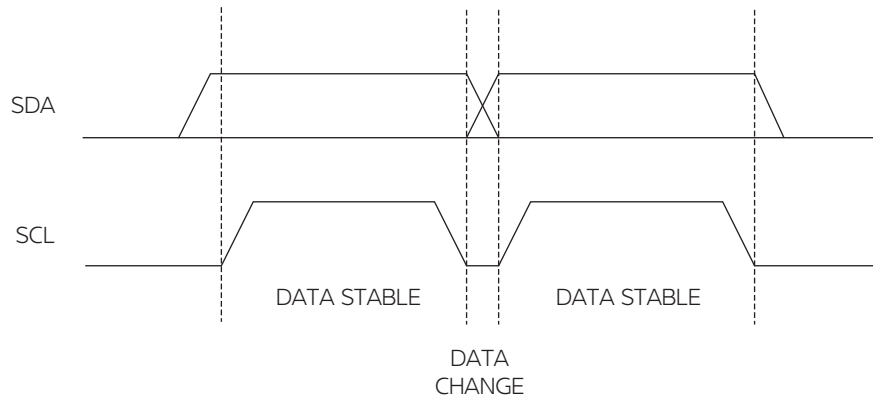 SDA
SCL
DATA STABLE
DATA STABLE
DATA
CHANGE